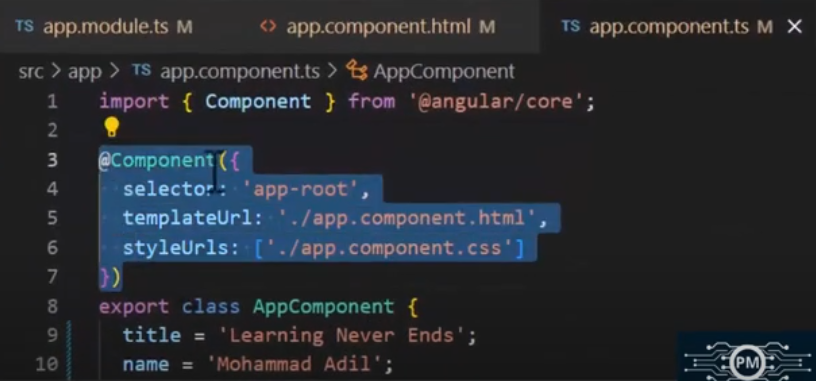 TS app.module.ts M <> app.component.html M TS app.component.ts M ×
src > app > TS app.component.ts > AppComponent
1 import { Component } from '@angular/core';
2
3 @Component({
4 selector: 'app-root',
5 templateUrl: './app.component.html',
6 styleUrls: ['./app.component.css']
7 })
8 export class AppComponent {
9 title = 'Learning Never Ends';
10 name = 'Mohammad Adil';
PM